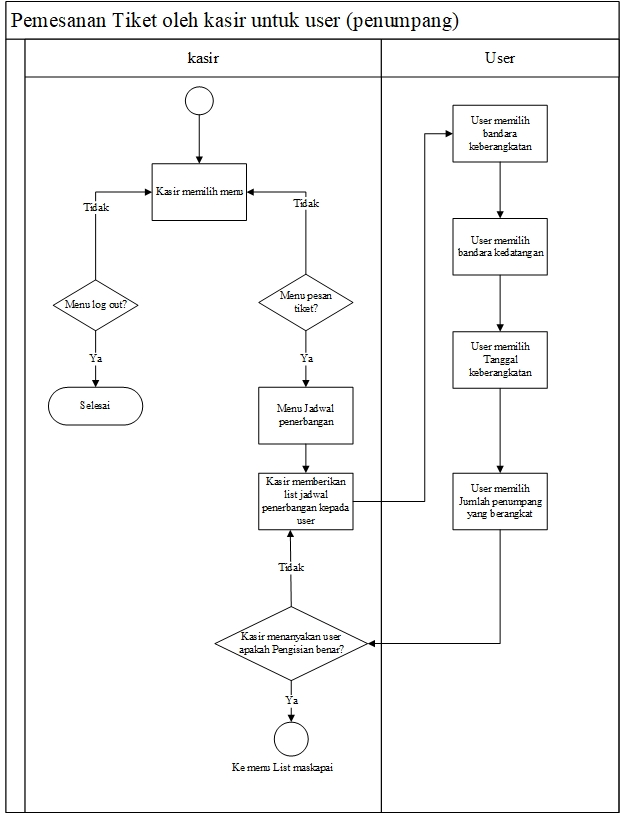 Pemesanan Tiket oleh kasir untuk user (penumpang)
kasir
User
User memilih
bandara
keberangkatan
Kasir memilih menu
Tidak
Tidak
User memilih
bandara kedatangan
Menu log out?
Menu pesan
tiket?
Ya
Ya
User memilih
Tanggal
keberangkatan
Selesai
Menu Jadwal
penerbangan
Kasir memberikan
list jadwal
penerbangan kepada
user
User memilih
Jumlah penumpang
yang berangkat
Tidak
Kasir menanyakan user
apakah Pengisian benar?
Ya
Ke menu List maskapai